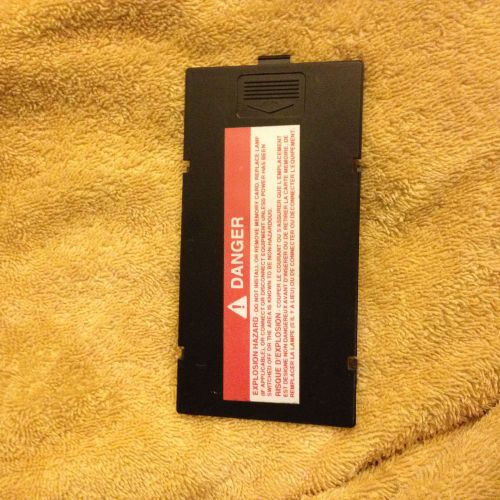 DANGER
EXPLOSION HAZARD - DO NOT INSTALL OR REMOVE MEMORY CARD, REPLACE LAMP
(IF APPLICABLE), OR CONNECT OR DISCONNECT EQUIPMENT UNLESS POWER HAS BEEN
SWITCHED OFF OR THE AREA IS KNOWN TO BE NON-HAZARDOUS.
RISQUE D'EXPLOSION - COUPER LE COURANT OU S'ASSURER QUE L'EMPLACEMENT
EST DESIGNE NON DANGEREUX AVANT D'INSERER OU DE RETIRER LA CARTE MEMOIRE, DE
REMPLACER LA LAMPE (S'IL Y A LIEU) OU DE CONNECTER OU DÉCONNECTER L'ÉQUIPEMENT.